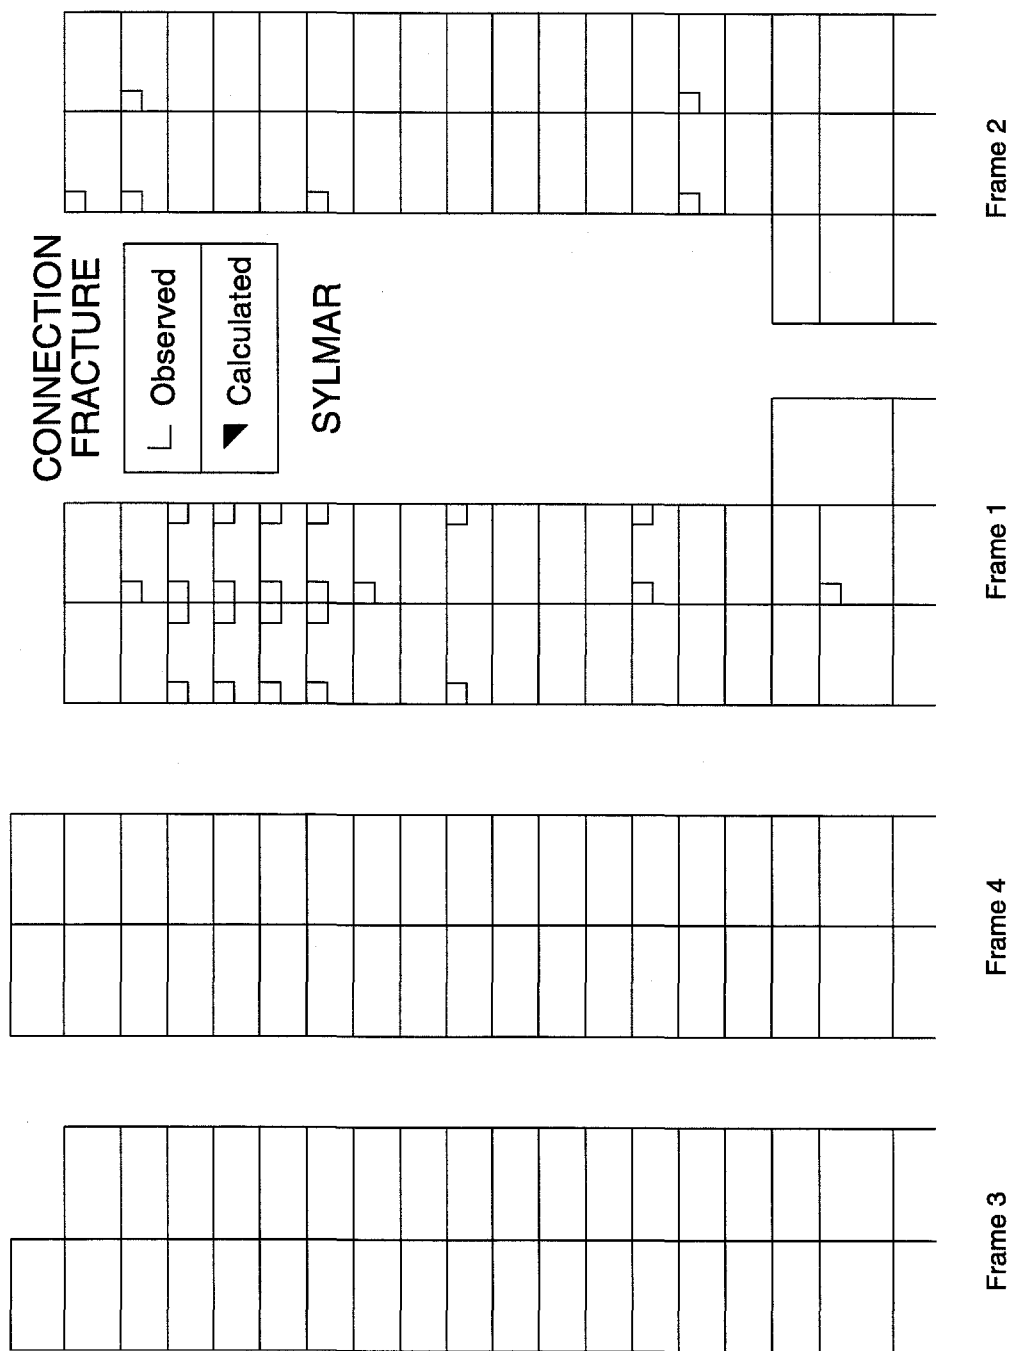 CONNECTION
FRACTURE
Observed
Calculated
SYLMAR
Frame 3
Frame 4
Frame 1
Frame 2